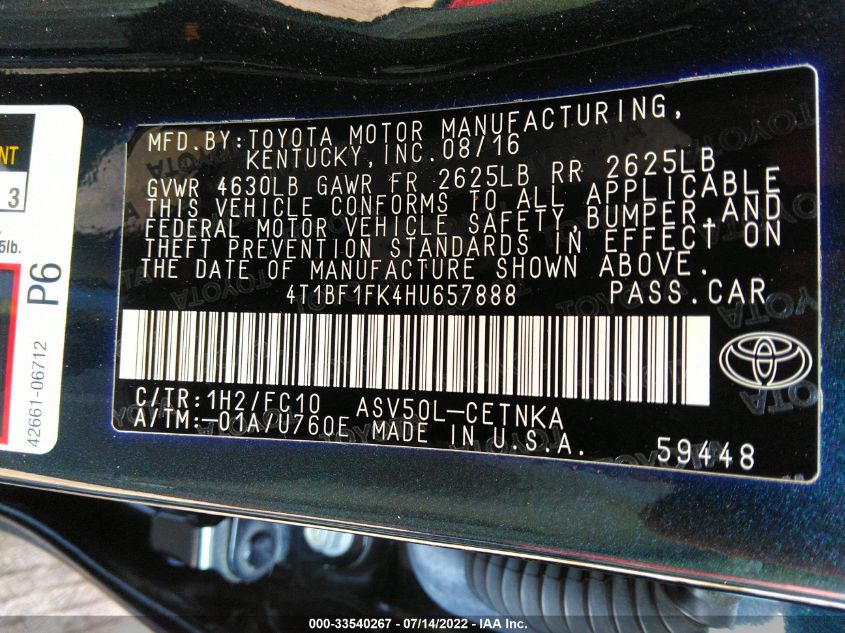 MFD.BY:TOYOTA MOTOR MANUFACTURING,
KENTUCKY,INC.08/16
GVWR 4630LB GAWR FR 2625LB RR 2625LB
THIS VEHICLE CONFORMS TO ALL APPLICABLE
FEDERAL MOTOR VEHICLE SAFETY,BUMPER,AND
THEFT PREVENTION STANDARDS IN EFFECT ON
THE DATE OF MANUFACTURE SHOWN ABOVE.
4T1BF1FK4HU657888 PASS.CAR
C/TR:1H2/FC10 ASV50L-CETNKA
A/TM:-01A/U760E MADE IN U.S.A.
59448
3
5lb.
P6
42661-06712
000-33540267 - 07/14/2022 - IAA Inc.